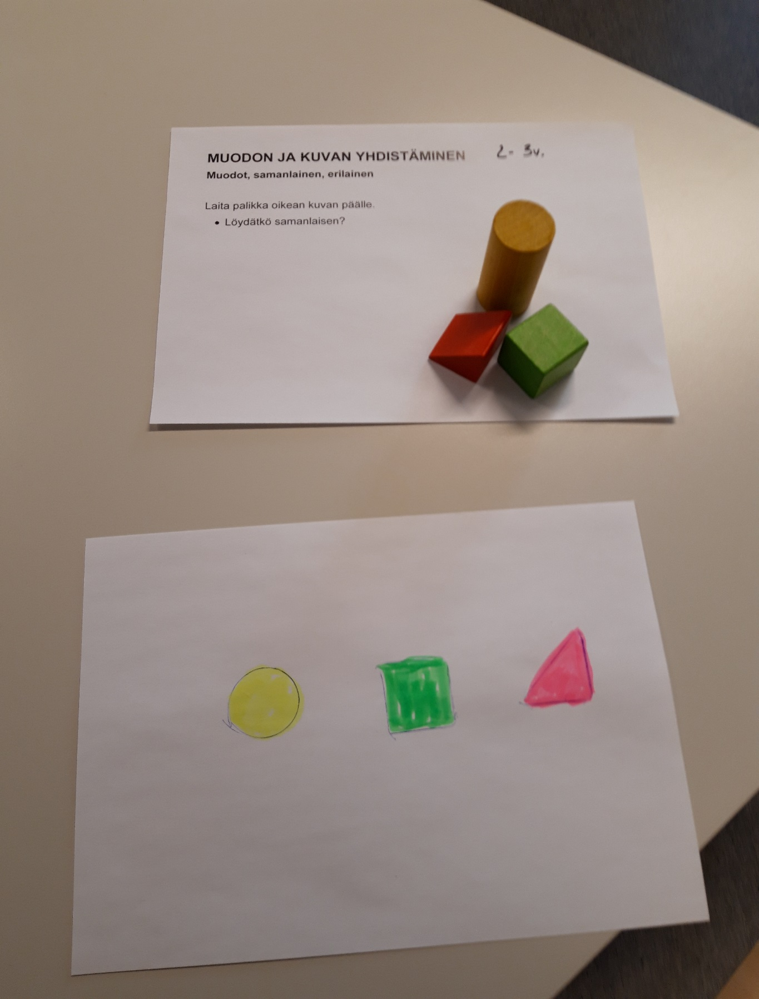 MUODON JA KUVAN YHDISTÄMINEN 2- 3v.
Muodot, samanlainen, erilainen
Laita palikka oikean kuvan päälle.
• Löydätkö samanlaisen?